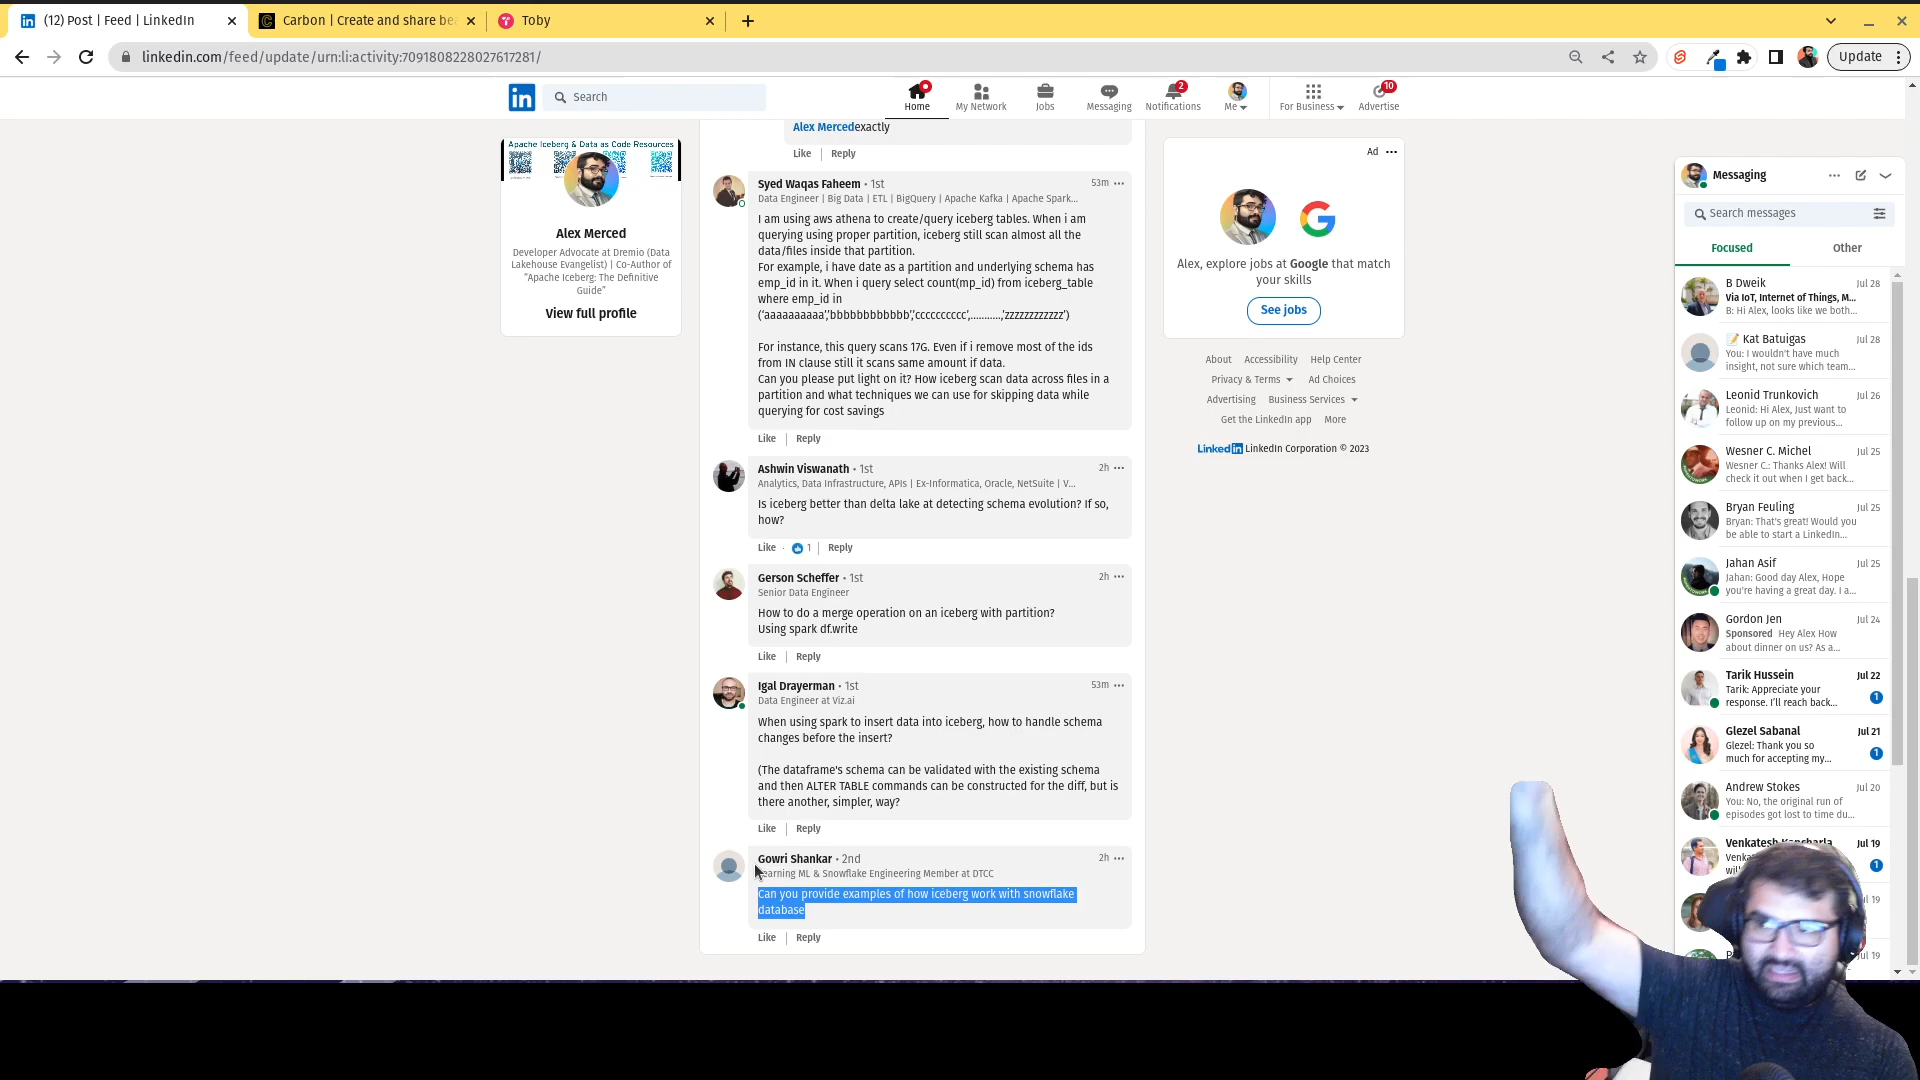 (12) Post | Feed | LinkedIn
Carbon | Create and share be
Toby
linkedin.com/feed/update/urn:li:activity:7091808228027617281/
Update
in
Search
Home
My Network
Jobs
Messaging
2
Notifications
Me
For Business
10
Advertise
Apache Iceberg & Data as Code Resources
Alex Merced
Developer Advocate at Dremio (Data
Lakehouse Evangelist) | Co-Author of
"Apache Iceberg: The Definitive
Guide"
View full profile
Alex Mercedexactly
Like | Reply
Syed Waqas Faheem • 1st
53m
Data Engineer | Big Data | ETL | BigQuery | Apache Kafka | Apache Spark...
I am using aws athena to create/query iceberg tables. When i am
querying using proper partition, iceberg still scan almost all the
data/files inside that partition.
For example, i have date as a partition and underlying schema has
emp_id in it. When i query select count(mp_id) from iceberg_table
where emp_id in
('aaaaaaaaaa','bbbbbbbbbbbb','cccccccccc',...........,'zzzzzzzzzzzz')
For instance, this query scans 17G. Even if i remove most of the ids
from IN clause still it scans same amount if data.
Can you please put light on it? How iceberg scan data across files in a
partition and what techniques we can use for skipping data while
querying for cost savings
Like | Reply
Ashwin Viswanath • 1st
2h
Analytics, Data Infrastructure, APIs | Ex-Informatica, Oracle, NetSuite | V...
Is iceberg better than delta lake at detecting schema evolution? If so,
how?
Like · 1 | Reply
Gerson Scheffer • 1st
2h
Senior Data Engineer
How to do a merge operation on an iceberg with partition?
Using spark df.write
Like | Reply
Igal Drayerman • 1st
53m
Data Engineer at Viz.ai
When using spark to insert data into iceberg, how to handle schema
changes before the insert?
(The dataframe's schema can be validated with the existing schema
and then ALTER TABLE commands can be constructed for the diff, but is
there another, simpler, way?
Like | Reply
Gowri Shankar • 2nd
2h
Learning ML & Snowflake Engineering Member at DTCC
Can you provide examples of how iceberg work with snowflake
database
Like | Reply
Ad
Alex, explore jobs at Google that match
your skills
See jobs
About Accessibility Help Center
Privacy & Terms Ad Choices
Advertising Business Services
Get the LinkedIn app More
LinkedIn LinkedIn Corporation © 2023
Messaging
Search messages
Focused
Other
B Dweik Jul 28
Via IoT, Internet of Things, M...
B: Hi Alex, looks like we both...
Kat Batuigas Jul 28
You: I wouldn't have much
insight, not sure which team...
Leonid Trunkovich Jul 26
Leonid: Hi Alex, Just want to
follow up on my previous...
Wesner C. Michel Jul 25
Wesner C.: Thanks Alex! Will
check it out when I get back...
Bryan Feuling Jul 25
Bryan: That's great! Would you
be able to start a LinkedIn...
Jahan Asif Jul 25
Jahan: Good day Alex, Hope
you're having a great day. I a...
Gordon Jen Jul 24
Sponsored Hey Alex How
about dinner on us? As a...
Tarik Hussein Jul 22
Tarik: Appreciate your
response. I'll reach back...
1
Glezel Sabanal Jul 21
Glezel: Thank you so
much for accepting my...
1
Andrew Stokes Jul 20
You: No, the original run of
episodes got lost to time du...
Venkatesh Jul 19
1
Jul 19